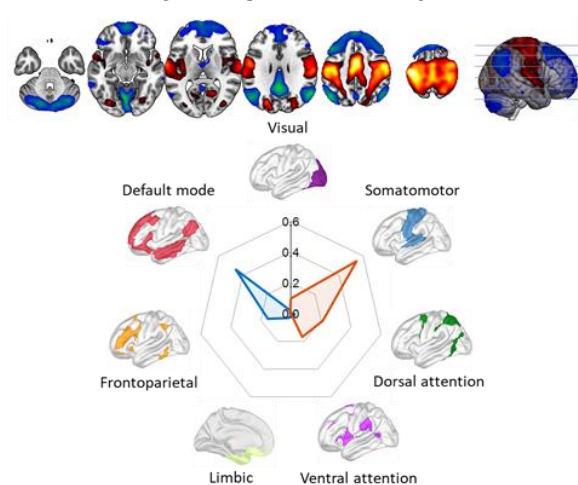 Visual
Default mode
Somatomotor
0.6
0.4
0.2
0.0
Frontoparietal
Dorsal attention
Limbic
Ventral attention